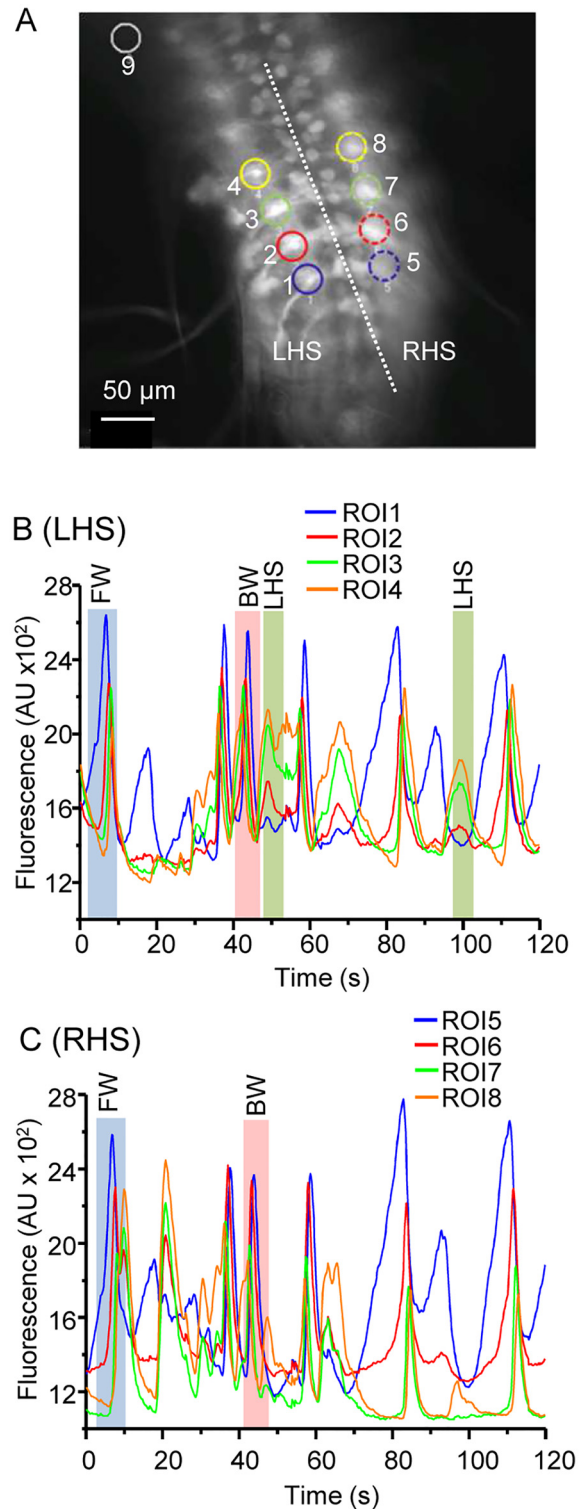 A
9
8
4
7
3
6
2
5
1
LHS RHS
50 µm
B (LHS)
ROI1
ROI2
ROI3
ROI4
FW
BW
LHS
LHS
28
24
20
16
12
Fluorescence (AU x10²)
0 20 40 60 80 100 120
Time (s)
C (RHS)
ROI5
ROI6
ROI7
ROI8
FW
BW
28
24
20
16
12
Fluorescence (AU x 10²)
0 20 40 60 80 100 120
Time (s)